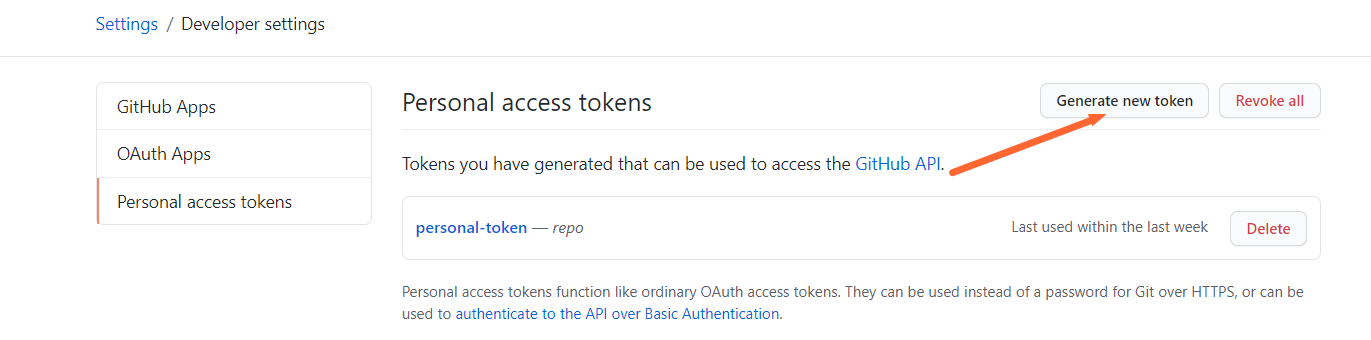 Settings / Developer settings
GitHub Apps
OAuth Apps
Personal access tokens
Personal access tokens
Generate new token
Revoke all
Tokens you have generated that can be used to access the GitHub API.
personal-token — repo
Last used within the last week
Delete
Personal access tokens function like ordinary OAuth access tokens. They can be used instead of a password for Git over HTTPS, or can be
used to authenticate to the API over Basic Authentication.